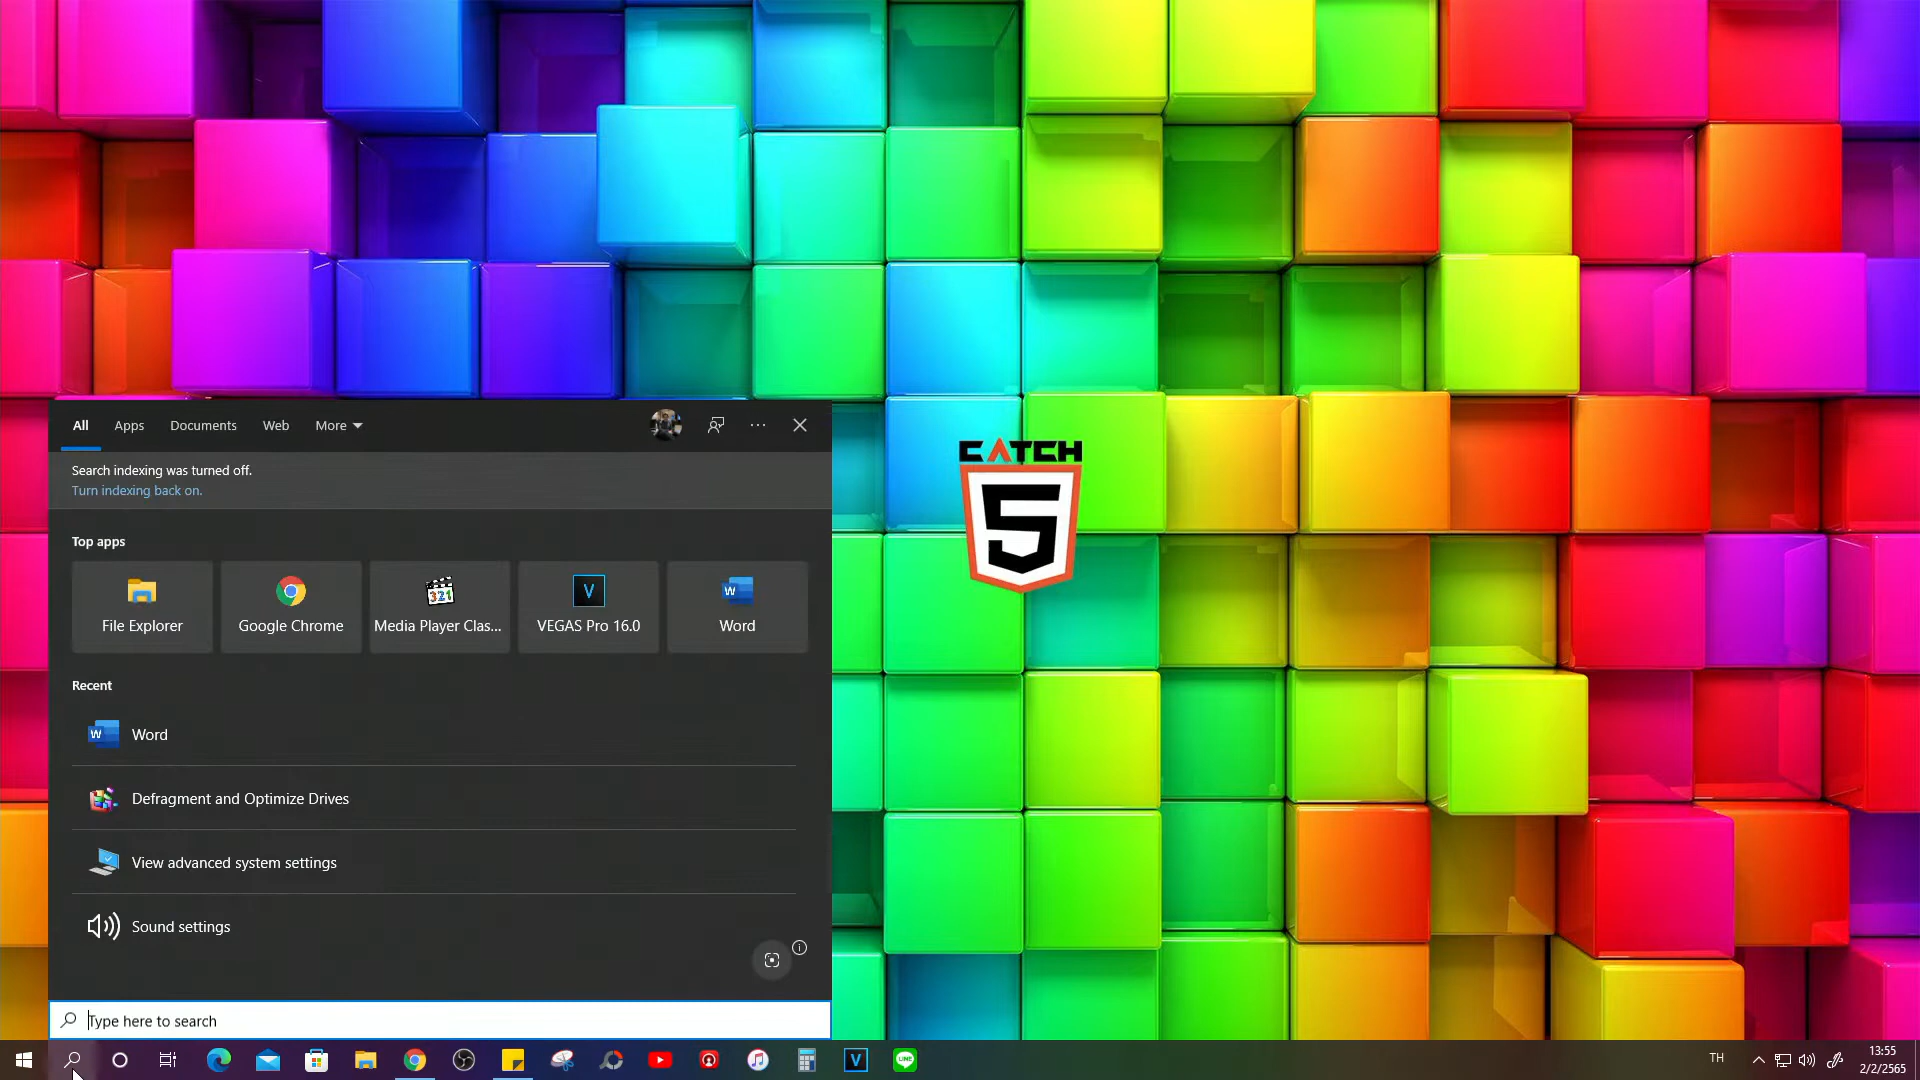 All Apps Documents Web More
Search indexing was turned off.
Turn indexing back on.
Top apps
File Explorer Google Chrome Media Player Clas... VEGAS Pro 16.0 Word
Recent
Word
Defragment and Optimize Drives
View advanced system settings
Sound settings
Type here to search
CATCH
5
TH
13:55
2/2/2565